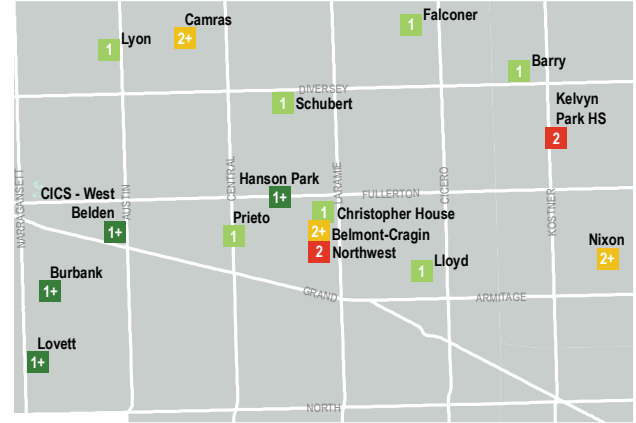 Camras
2+
Falconer
1
Lyon
1
Barry
1
DIVERSEY
Schubert
1
Kelvyn
Park HS
2
NARRAGANSETT
AUSTIN
CENTRAL
LARAMIE
CICERO
KOSTNER
Hanson Park
1+
FULLERTON
CICS - West
Belden
1+
Prieto
1
1
Christopher House
2+
Belmont-Cragin
2
Northwest
Nixon
2+
Lloyd
1
Burbank
1+
GRAND
ARMITAGE
Lovett
1+
NORTH